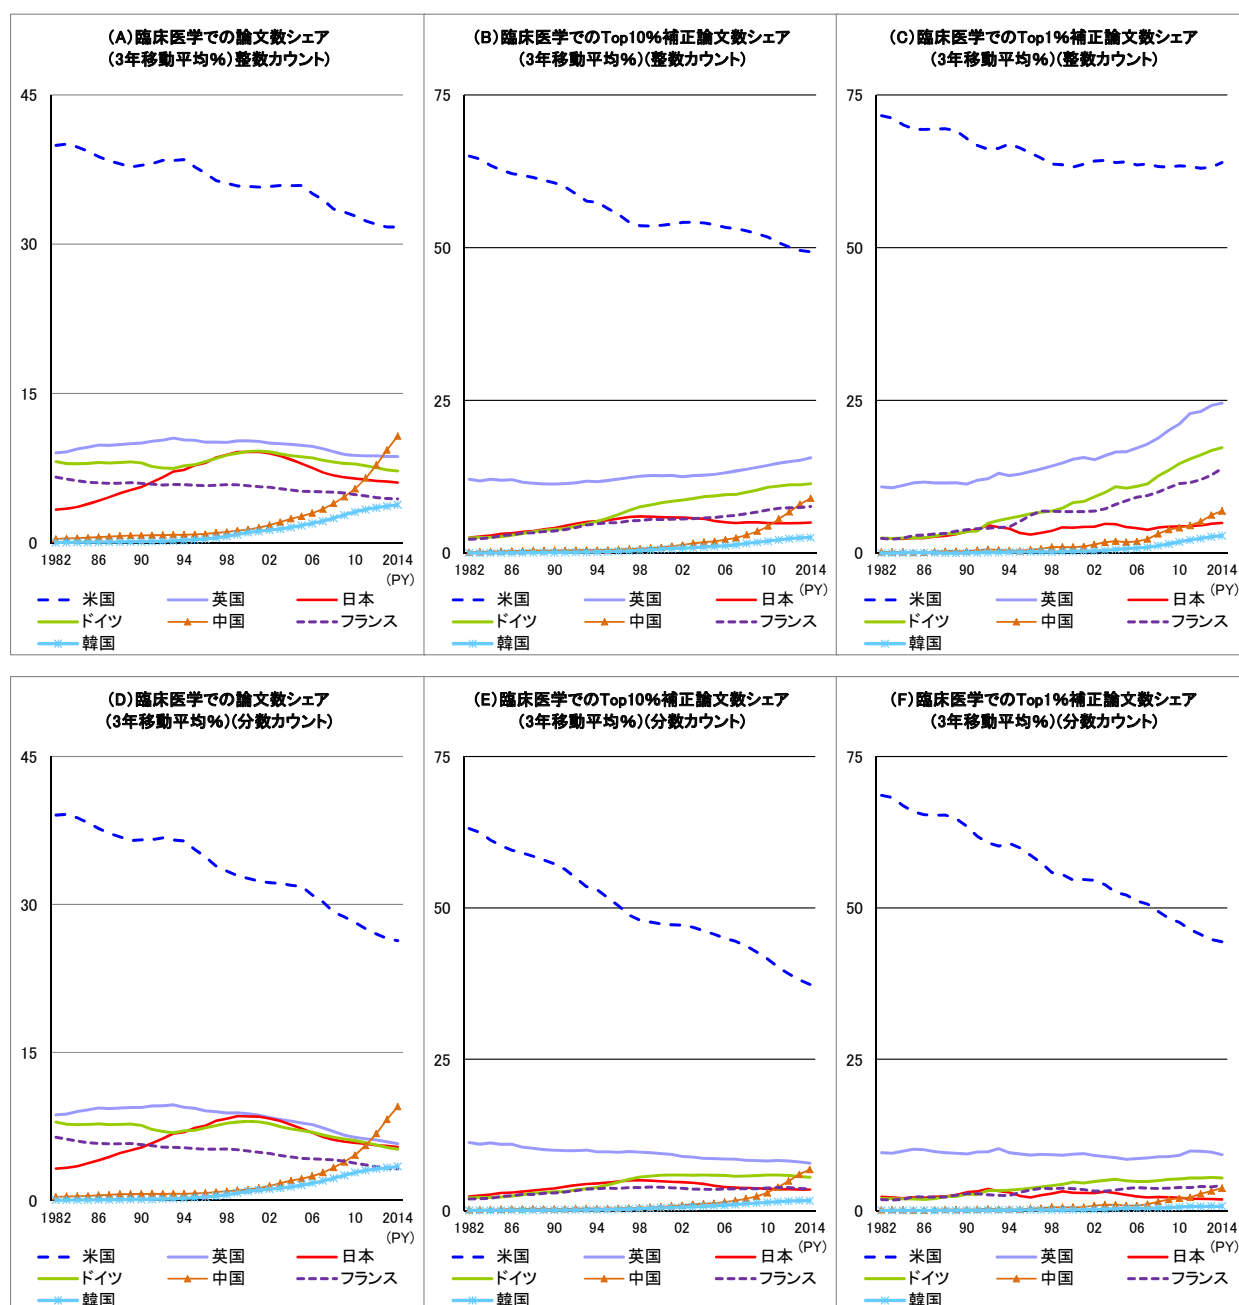 (A)臨床医学での論文数シェア
(3年移動平均%)整数カウント)
45
30
15
0
1982 86 90 94 98 02 06 10 2014
(PY)
米国 英国 日本
ドイツ 中国 フランス
韓国
(B)臨床医学でのTop10%補正論文数シェア
(3年移動平均%)(整数カウント)
75
50
25
0
1982 86 90 94 98 02 06 10 2014
(PY)
米国 英国 日本
ドイツ 中国 フランス
韓国
(C)臨床医学でのTop1%補正論文数シェア
(3年移動平均%)(整数カウント)
75
50
25
0
1982 86 90 94 98 02 06 10 2014
(PY)
米国 英国 日本
ドイツ 中国 フランス
韓国
(D)臨床医学での論文数シェア
(3年移動平均%)(分数カウント)
45
30
15
0
1982 86 90 94 98 02 06 10 2014
(PY)
米国 英国 日本
ドイツ 中国 フランス
韓国
(E)臨床医学でのTop10%補正論文数シェア
(3年移動平均%)(分数カウント)
75
50
25
0
1982 86 90 94 98 02 06 10 2014
(PY)
米国 英国 日本
ドイツ 中国 フランス
韓国
(F)臨床医学でのTop1%補正論文数シェア
(3年移動平均%)(分数カウント)
75
50
25
0
1982 86 90 94 98 02 06 10 2014
(PY)
米国 英国 日本
ドイツ 中国 フランス
韓国